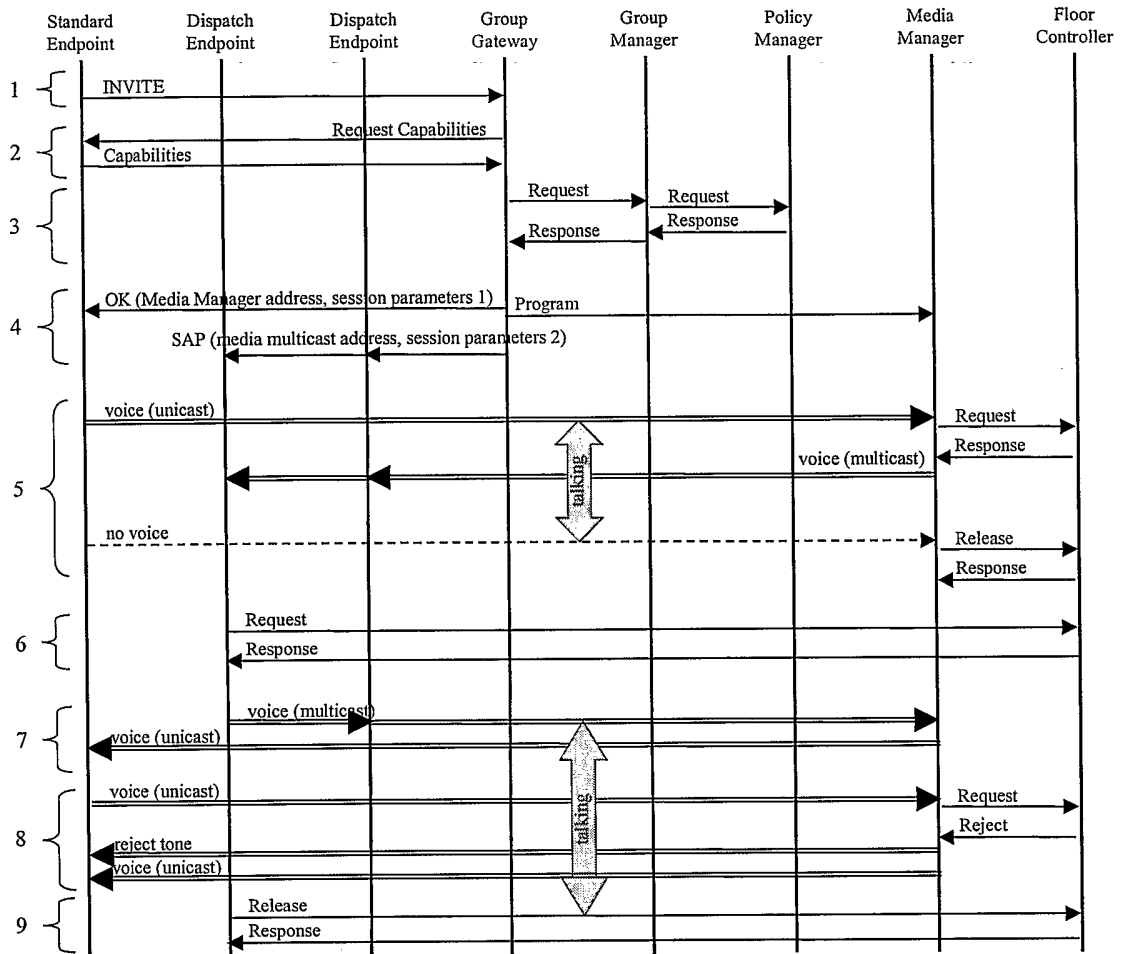 Standard Endpoint
Dispatch Endpoint
Dispatch Endpoint
Group Gateway
Group Manager
Policy Manager
Media Manager
Floor Controller
1
INVITE
2
Request Capabilities
Capabilities
3
Request
Request
Response
Response
4
OK (Media Manager address, session parameters 1)
Program
SAP (media multicast address, session parameters 2)
5
voice (unicast)
Request
Response
voice (multicast)
talking
no voice
Release
Response
6
Request
Response
7
voice (multicast)
voice (unicast)
talking
8
voice (unicast)
Request
Reject
reject tone
voice (unicast)
9
Release
Response